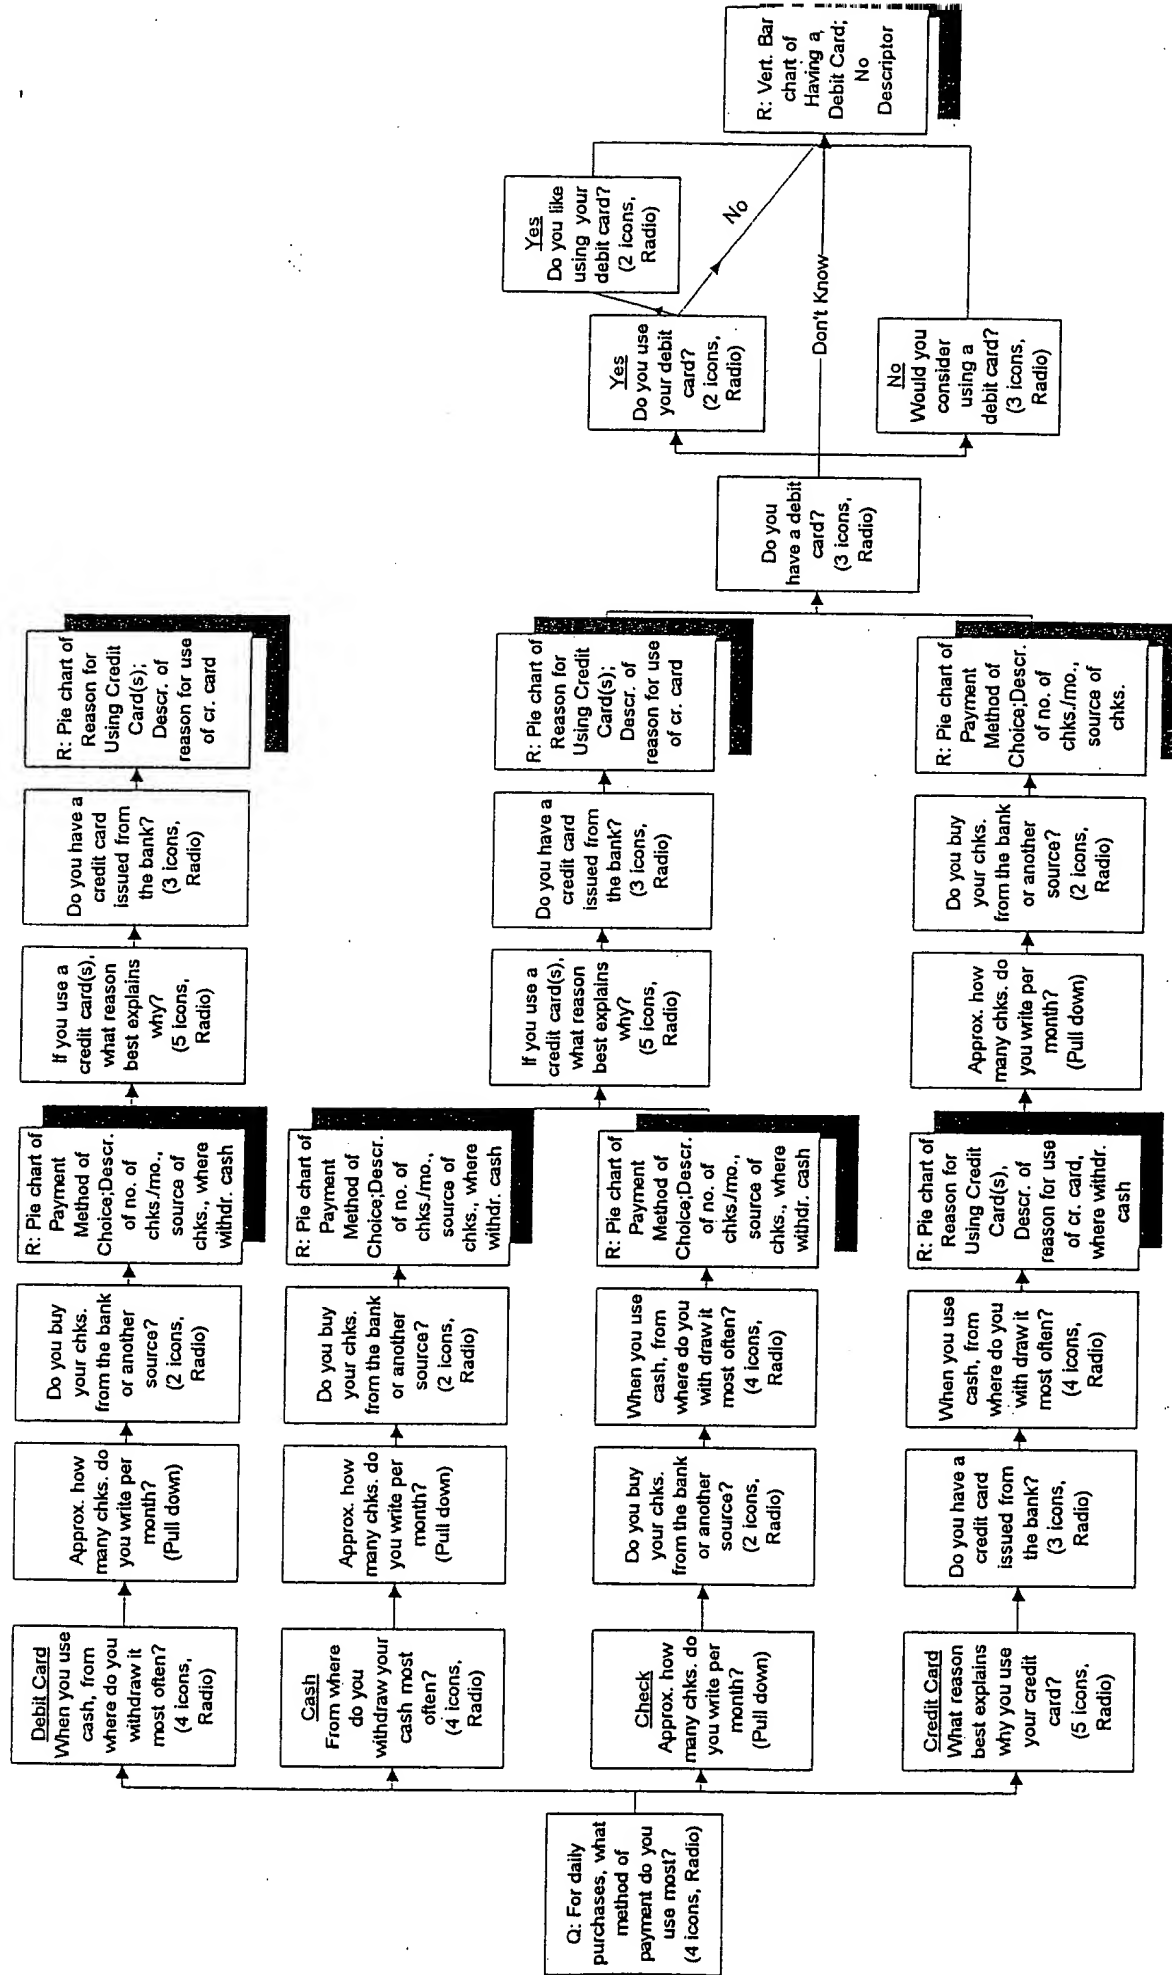 Q: For daily
purchases, what
method of
payment do you
use most?
(4 icons, Radio)
Debit Card
When you use
cash, from
where do you
withdraw it
most often?
(4 icons,
Radio)
Approx. how
many chks. do
you write per
month?
(Pull down)
Do you buy
your chks.
from the bank
or another
source?
(2 icons,
Radio)
R: Pie chart of
Payment
Method of
Choice;Descr.
of no. of
chks./mo.,
source of
chks., where
withdr. cash
If you use a
credit card(s),
what reason
best explains
why?
(5 icons,
Radio)
Do you have a
credit card
issued from
the bank?
(3 icons,
Radio)
R: Pie chart of
Reason for
Using Credit
Card(s);
Descr. of
reason for use
of cr. card
Cash
From where
do you
withdraw your
cash most
often?
(4 icons,
Radio)
Approx. how
many chks. do
you write per
month?
(Pull down)
Do you buy
your chks.
from the bank
or another
source?
(2 icons,
Radio)
R: Pie chart of
Payment
Method of
Choice;Descr.
of no. of
chks./mo.,
source of
chks., where
withdr. cash
Check
Approx. how
many chks. do
you write per
month?
(Pull down)
Do you buy
your chks.
from the bank
or another
source?
(2 icons,
Radio)
When you use
cash, from
where do you
with draw it
most often?
(4 icons,
Radio)
R: Pie chart of
Payment
Method of
Choice;Descr.
of no. of
chks./mo.,
source of
chks., where
withdr. cash
If you use a
credit card(s),
what reason
best explains
why?
(5 icons,
Radio)
Do you have a
credit card
issued from
the bank?
(3 icons,
Radio)
R: Pie chart of
Reason for
Using Credit
Card(s);
Descr. of
reason for use
of cr. card
Credit Card
What reason
best explains
why you use
your credit
card?
(5 icons,
Radio)
Do you have a
credit card
issued from
the bank?
(3 icons,
Radio)
When you use
cash, from
where do you
with draw it
most often?
(4 icons,
Radio)
R: Pie chart of
Reason for
Using Credit
Card(s),
Descr. of
reason for use
of cr. card,
where withdr.
cash
Approx. how
many chks. do
you write per
month?
(Pull down)
Do you buy
your chks.
from the bank
or another
source?
(2 icons,
Radio)
R: Pie chart of
Payment
Method of
Choice;Descr.
of no. of
chks./mo.,
source of
chks.
Do you
have a debit
card?
(3 icons,
Radio)
Yes
Do you use
your debit
card?
(2 icons,
Radio)
Yes
Do you like
using your
debit card?
(2 icons,
Radio)
No
Don't Know
No
Would you
consider
using a
debit card?
(3 icons,
Radio)
R: Vert. Bar
chart of
Having a,
Debit Card;
No
Descriptor